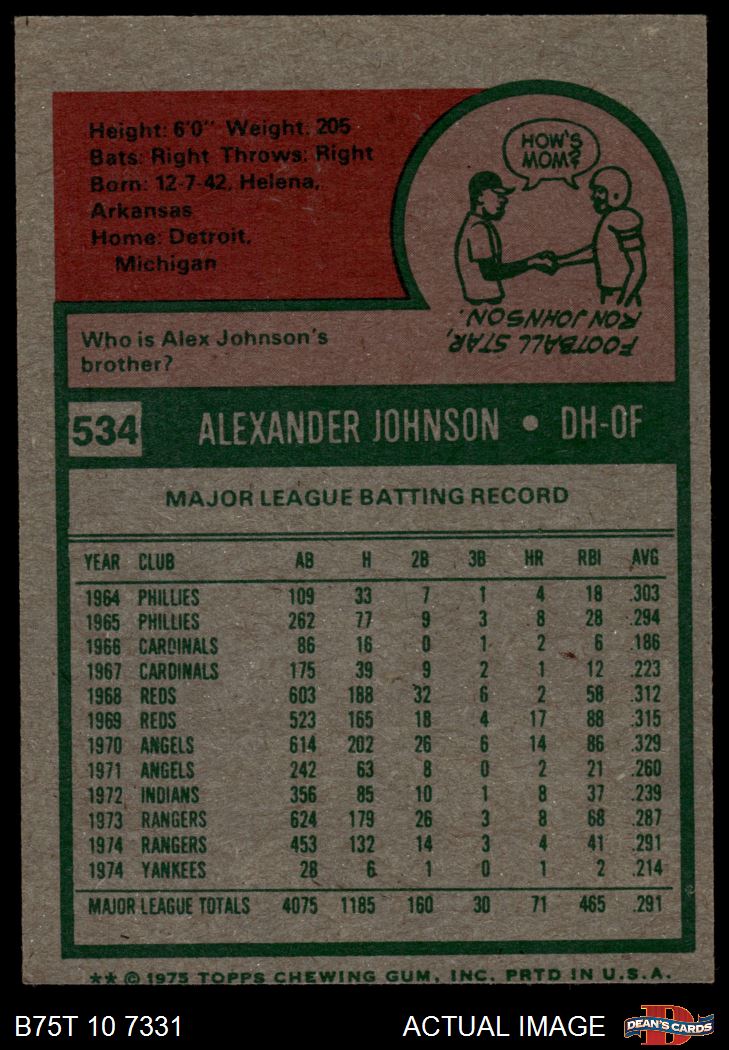 Height: 6'0" Weight: 205
Bats: Right Throws: Right
Born: 12-7-42, Helena,
Arkansas
Home: Detroit,
Michigan
HOW'S
MOM?
FOOTBALL STAR,
RON JOHNSON.
Who is Alex Johnson's
brother?
534 ALEXANDER JOHNSON • DH-OF
MAJOR LEAGUE BATTING RECORD
YEAR CLUB AB H 2B 3B HR RBI AVG
1964 PHILLIES 109 33 7 1 4 18 .303
1965 PHILLIES 262 77 9 3 8 28 .294
1966 CARDINALS 86 16 0 1 2 6 .186
1967 CARDINALS 175 39 9 2 1 12 .223
1968 REDS 603 188 32 6 2 58 .312
1969 REDS 523 165 18 4 17 88 .315
1970 ANGELS 614 202 26 6 14 86 .329
1971 ANGELS 242 63 8 0 2 21 .260
1972 INDIANS 356 85 10 1 8 37 .239
1973 RANGERS 624 179 26 3 8 68 .287
1974 RANGERS 453 132 14 3 4 41 .291
1974 YANKEES 28 6 1 0 1 2 .214
MAJOR LEAGUE TOTALS 4075 1185 160 30 71 465 .291
** © 1975 TOPPS CHEWING GUM, INC. PRTD IN U.S.A.
B75T 10 7331 ACTUAL IMAGE DEAN'S CARDS